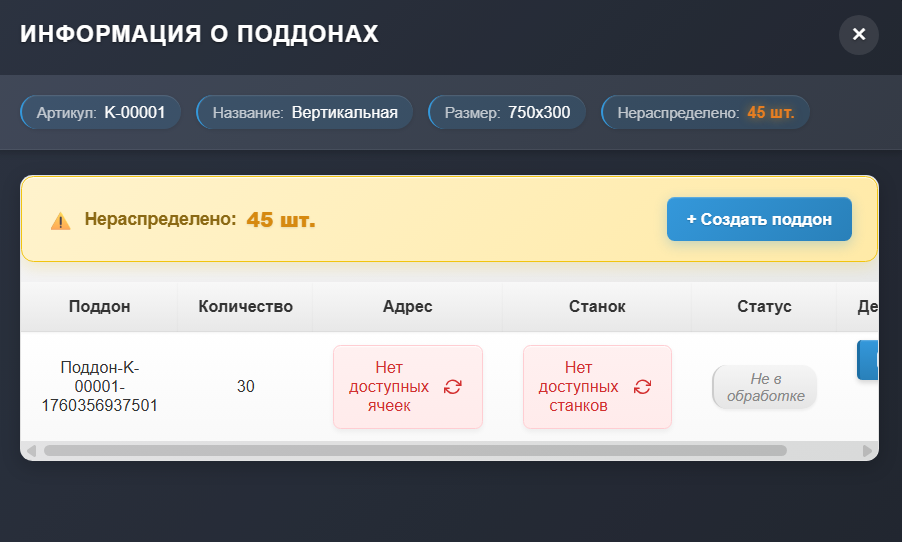 ИНФОРМАЦИЯ О ПОДДОНАХ
Артикул: K-00001 Название: Вертикальная Размер: 750x300 Нераспределено: 45 шт.
Нераспределено: 45 шт. + Создать поддон
Поддон Количество Адрес Станок Статус Де
Поддон-K-
00001-
1760356937501
30
Нет
доступных
ячеек
Нет
доступных
станков
Не в
обработке